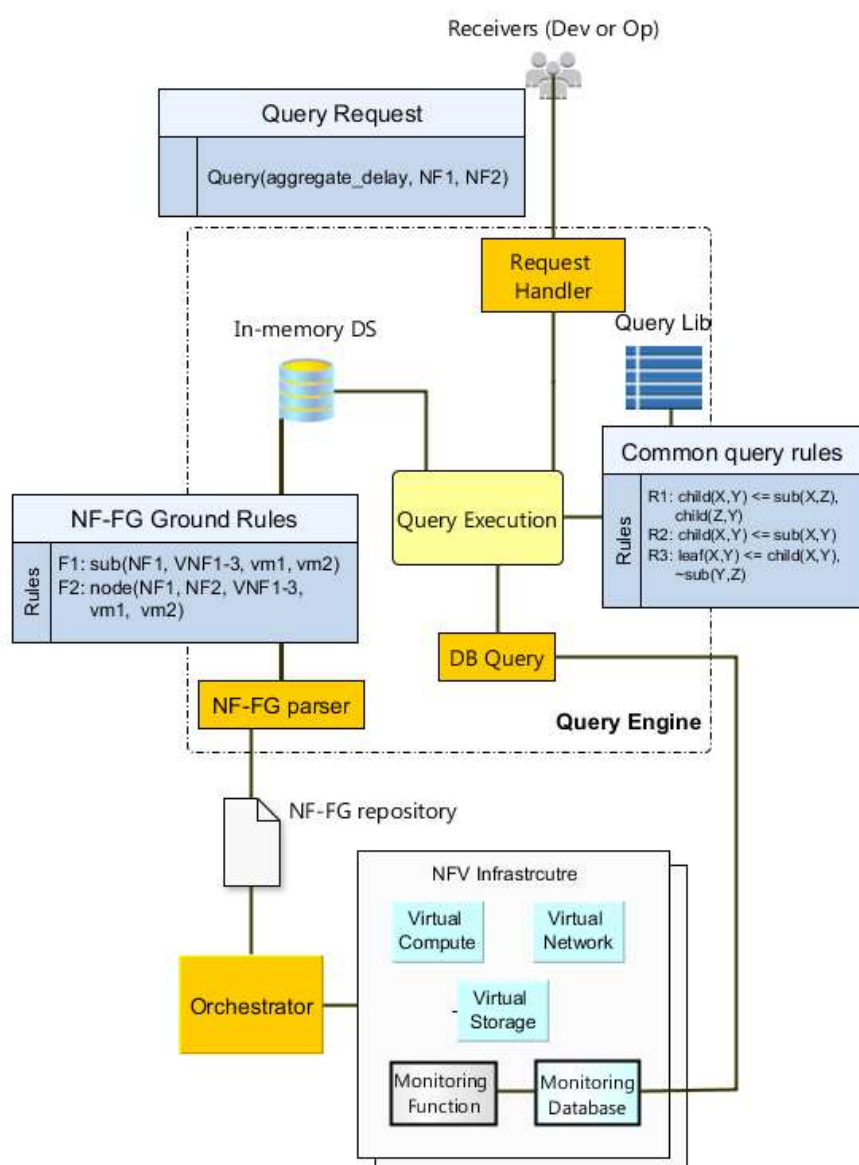 Receivers (Dev or Op)
Query Request
Query(aggregate_delay, NF1, NF2)
Request
Handler
In-memory DS
Query Lib
Common query rules
Rules
R1: child(X,Y) <= sub(X,Z),
child(Z,Y)
R2: child(X,Y) <= sub(X,Y)
R3: leaf(X,Y) <= child(X,Y),
~sub(Y,Z)
Query Execution
NF-FG Ground Rules
Rules
F1: sub(NF1, VNF1-3, vm1, vm2)
F2: node(NF1, NF2, VNF1-3,
vm1, vm2)
DB Query
NF-FG parser
Query Engine
NF-FG repository
NFV Infrastrcutre
Virtual
Compute
Virtual
Network
Virtual
Storage
Orchestrator
Monitoring
Function
Monitoring
Database